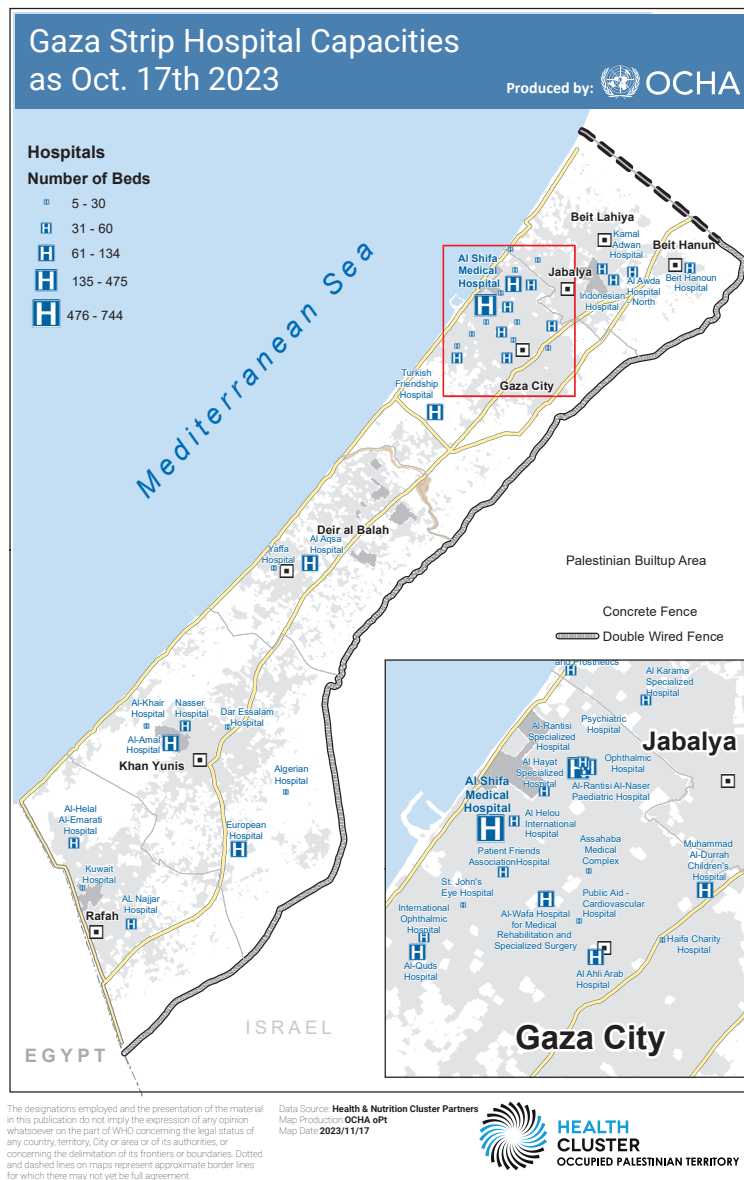 Gaza Strip Hospital Capacities
as Oct. 17th 2023
Produced by:
OCHA
Hospitals
Number of Beds
5 - 30
31 - 60
61 - 134
135 - 475
476 - 744
Mediterranean Sea
Beit Lahiya
Kamal
Adwan
Hospital
Beit Hanun
Beit Hanoun
Hospital
Al Shifa
Medical
Hospital
Jabalya
Indonesian
Hospital
Al Awda
Hospital
- North
Gaza City
Turkish
Friendship
Hospital
Deir al Balah
Al Aqsa
Hospital
Yaffa
Hospital
Palestinian Builtup Area
Concrete Fence
Double Wired Fence
Al-Khair
Hospital
Nasser
Hospital
Dar Essalam
Hospital
Al-Amal
Hospital
Khan Yunis
Algerian
Hospital
Al-Helal
Al-Emarati
Hospital
European
Hospital
Kuwait
Hospital
AL Najjar
Hospital
Rafah
ISRAEL
EGYPT
and Prosthetics
Al Karama
Specialized
Hospital
Al-Rantisi
Specialized
Hospital
Psychiatric
Hospital
Jabalya
Al Hayat
Specialized
Hospital
Ophthalmic
Hospital
Al Shifa
Medical
Hospital
Al-Rantisi Al-Naser
Paediatric Hospital
Al Helou
International
Hospital
Patient Friends
AssociationHospital
Assahaba
Medical
Complex
Muhammad
Al-Durrah
Children's
Hospital
St. John's
Eye Hospital
Public Aid -
Cardiovascular
Hospital
International
Ophthalmic
Hospital
Al-Wafa Hospital
for Medical
Rehabilitation and
Specialized Surgery
Haifa Charity
Hospital
Al-Quds
Hospital
Al Ahli Arab
Hospital
Gaza City
The designations employed and the presentation of the material
in this publication do not imply the expression of any opinion
whatsoever on the part of WHO concerning the legal status of
any country, territory, City or area or of its authorities, or
concerning the delimitation of its frontiers or boundaries. Dotted
and dashed lines on maps represent approximate border lines
for which there may not yet be full agreement.
Data Source: Health & Nutrition Cluster Partners
Map Production:OCHA oPt
Map Date:2023/11/17
HEALTH
CLUSTER
OCCUPIED PALESTINIAN TERRITORY